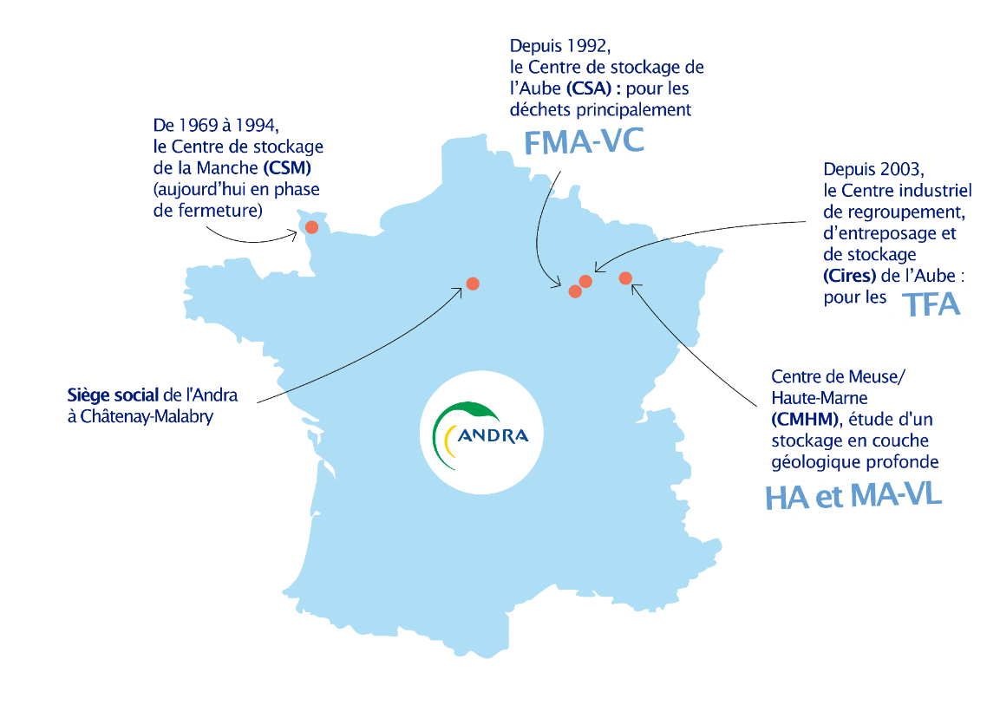 Depuis 1992,
le Centre de stockage de
l’Aube (CSA) : pour les
déchets principalement
FMA-VC
De 1969 à 1994,
le Centre de stockage
de la Manche (CSM)
(aujourd’hui en phase
de fermeture)
Depuis 2003,
le Centre industriel
de regroupement,
d’entreposage et
de stockage
(Cires) de l’Aube :
pour les TFA
Siège social de l'Andra
à Châtenay-Malabry
Centre de Meuse/
Haute-Marne
(CMHM), étude d'un
stockage en couche
géologique profonde
HA et MA-VL
ANDRA